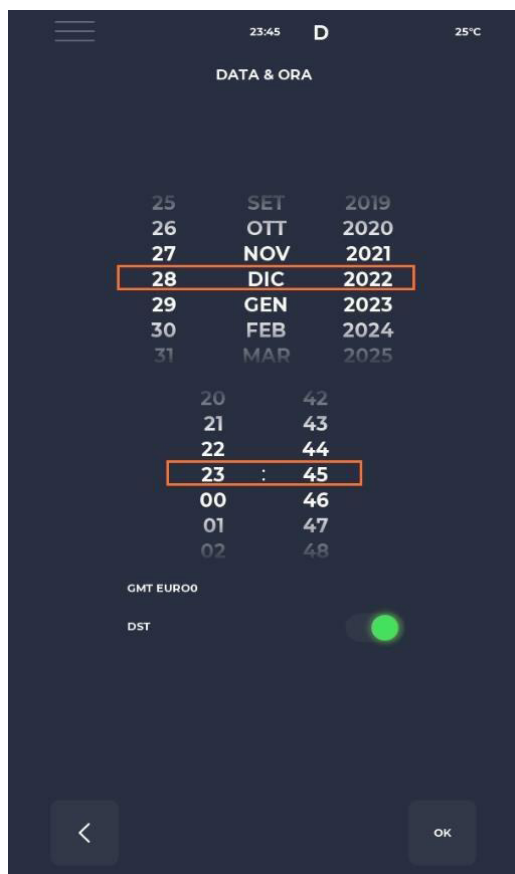 23:45 D 25°C
DATA & ORA
25 SET 2019
26 OTT 2020
27 NOV 2021
28 DIC 2022
29 GEN 2023
30 FEB 2024
31 MAR 2025
20 42
21 43
22 44
23 : 45
00 46
01 47
02 48
GMT EURO0
DST
OK